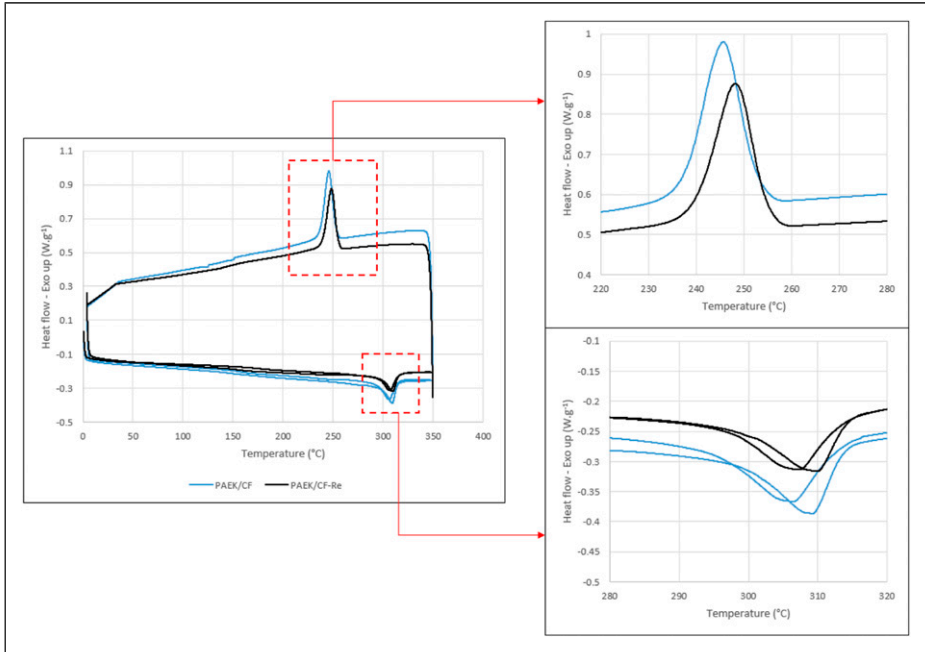 1.1
0.9
0.7
0.5
0.3
0.1
-0.1
-0.3
-0.5
0 50 100 150 200 250 300 350 400
Heat flow - Exo up (W.g⁻¹)
Temperature (°C)
PAEK/CF PAEK/CF-Re
1
0.9
0.8
0.7
0.6
0.5
0.4
220 230 240 250 260 270 280
Heat flow - Exo up (W.g⁻¹)
Temperature (°C)
-0.1
-0.15
-0.2
-0.25
-0.3
-0.35
-0.4
-0.45
-0.5
280 290 300 310 320
Heat flow - Exo up (W.g⁻¹)
Temperature (°C)